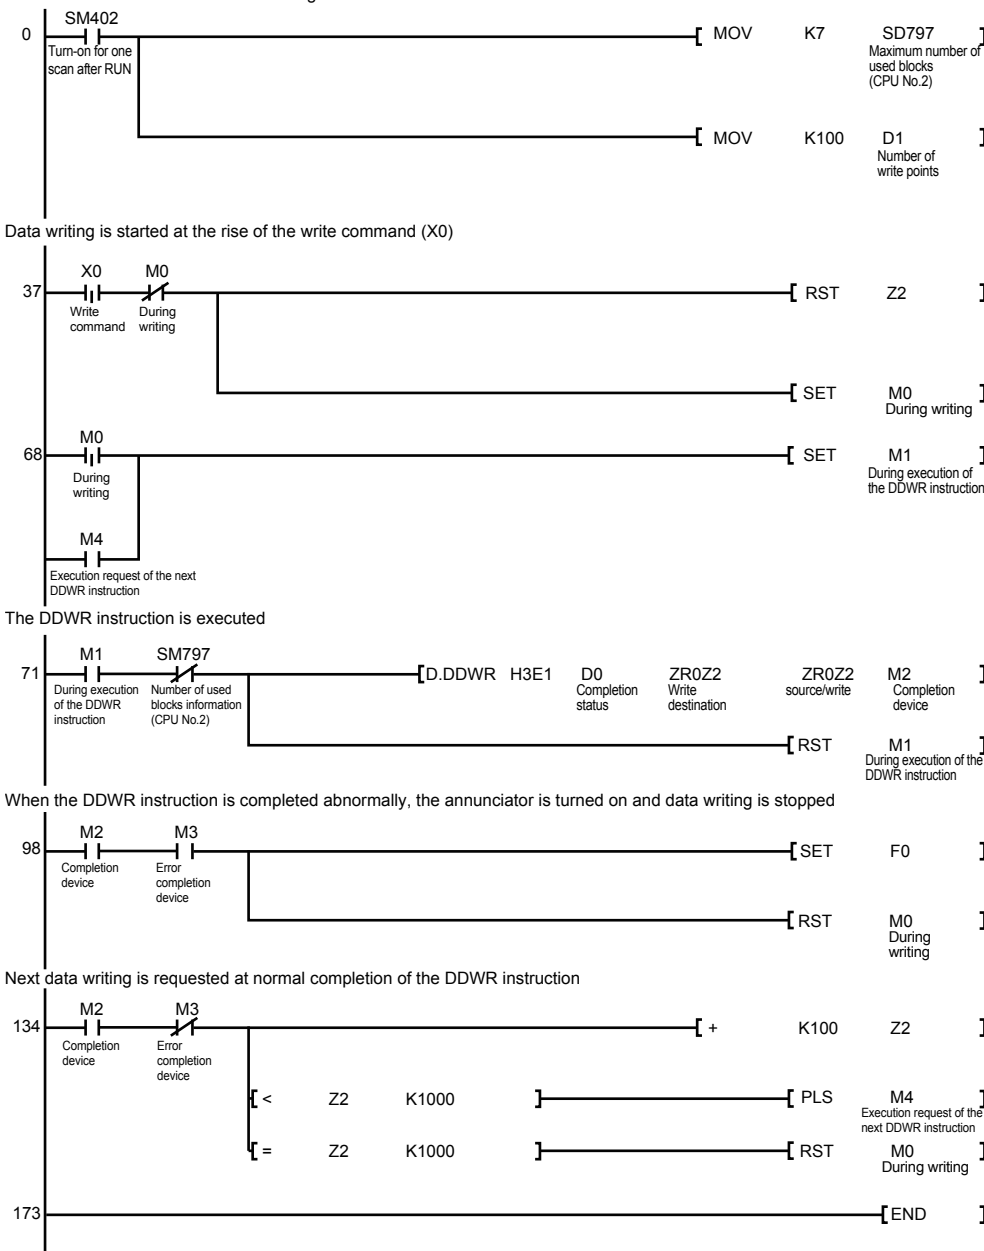 SM402
0 MOV K7 SD797
Turn-on for one
scan after RUN
Maximum number of
used blocks
(CPU No.2)
MOV K100 D1
Number of
write points
Data writing is started at the rise of the write command (X0)
X0 M0
37 RST Z2
Write
command
During
writing
SET M0
During writing
M0
68 SET M1
During
writing
During execution of
the DDWR instruction
M4
Execution request of the next
DDWR instruction
The DDWR instruction is executed
M1 SM797
71 D.DDWR H3E1 D0 ZR0Z2 ZR0Z2 M2
During execution
of the DDWR
instruction
Number of used
blocks information
(CPU No.2)
Completion
status
Write
destination
source/write
Completion
device
RST M1
During execution of the
DDWR instruction
When the DDWR instruction is completed abnormally, the annunciator is turned on and data writing is stopped
M2 M3
98 SET F0
Completion
device
Error
completion
device
RST M0
During
writing
Next data writing is requested at normal completion of the DDWR instruction
M2 M3
134 + K100 Z2
Completion
device
Error
completion
device
< Z2 K1000 PLS M4
Execution request of the
next DDWR instruction
= Z2 K1000 RST M0
During writing
173 END